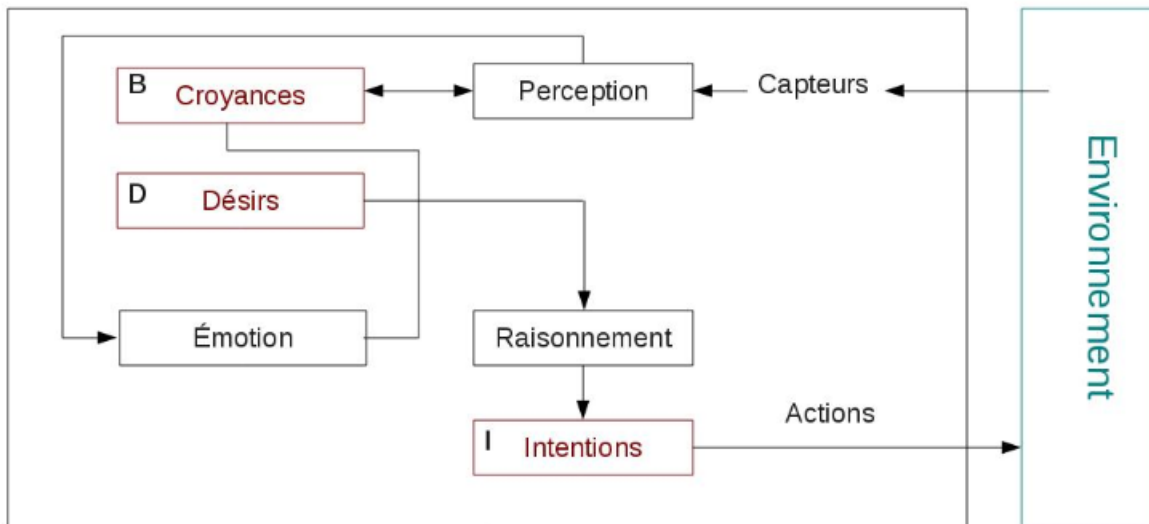 B
Croyances
Perception
Capteurs
D
Désirs
Émotion
Raisonnement
Actions
I
Intentions
Environnement